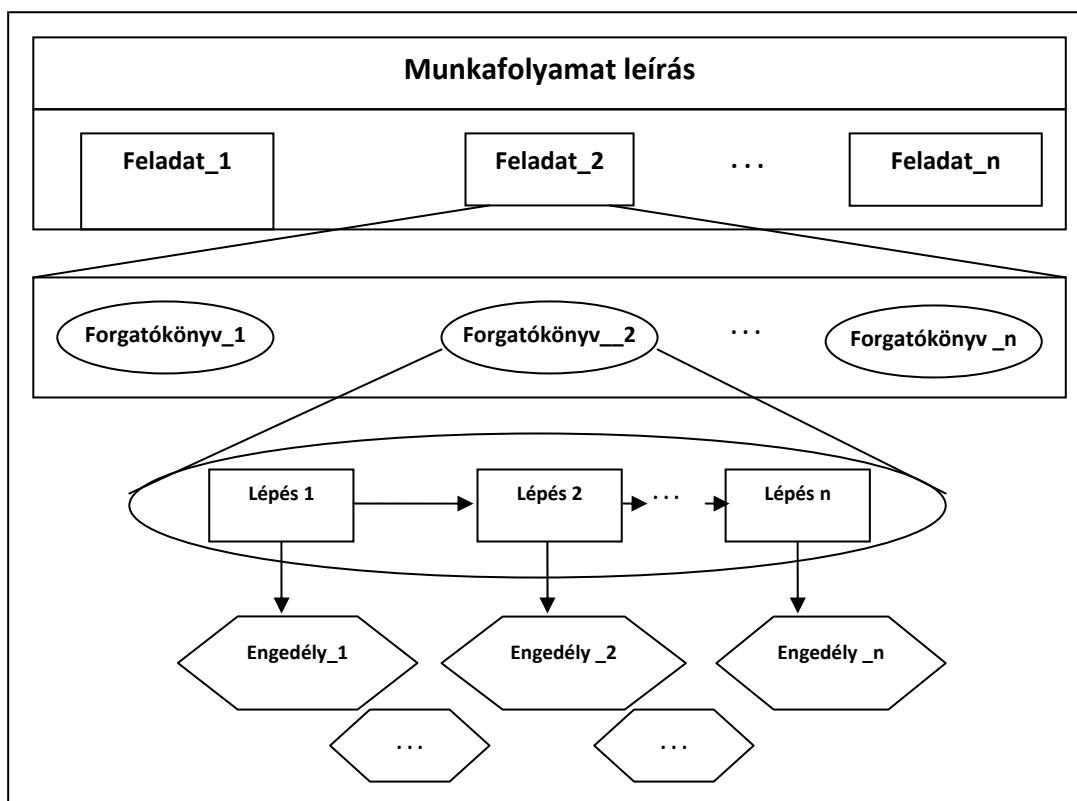 Munkafolyamat leírás
Feladat_1 Feladat_2 ... Feladat_n
Forgatókönyv_1 Forgatókönyv__2 ... Forgatókönyv _n
Lépés 1 Lépés 2 ... Lépés n
Engedély_1 Engedély _2 Engedély _n
... ...